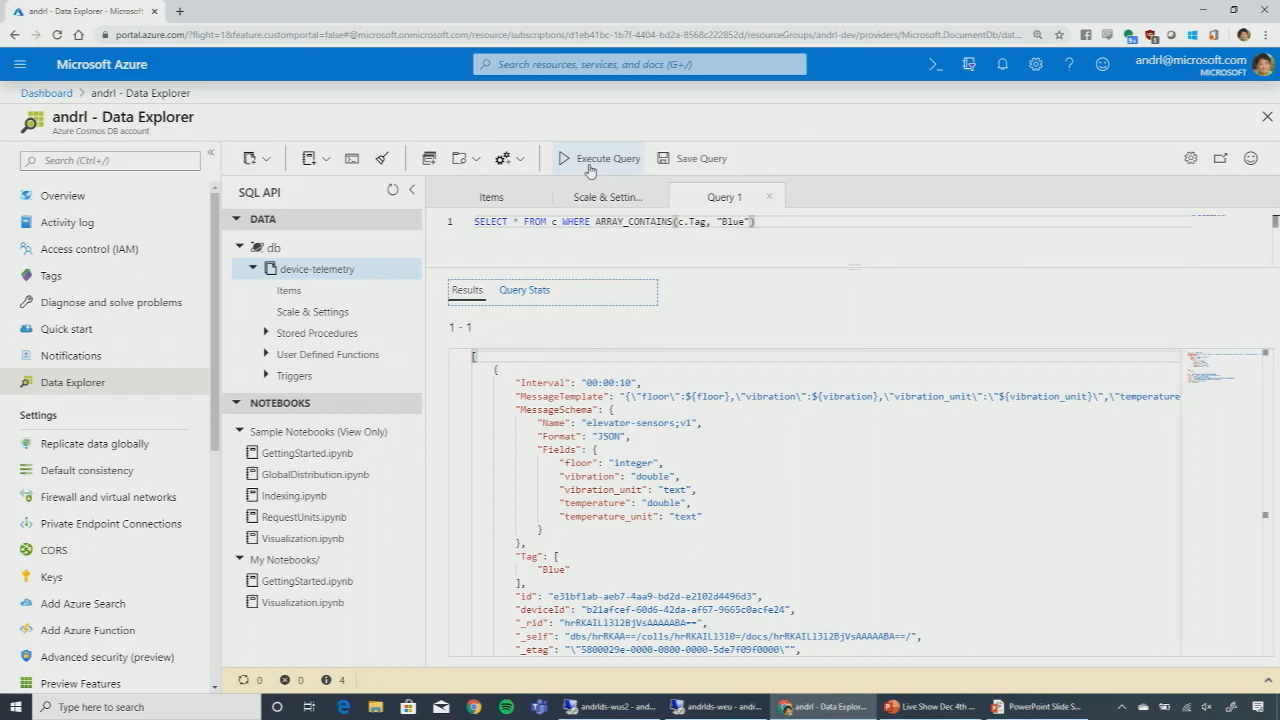 andrl - Data Explorer - Microsoft
portal.azure.com/?flight=1&feature.customportal=false#@microsoft.onmicrosoft.com/resource/subscriptions/d1eb41bc-1b7f-4404-bd2a-8568c222852d/resourceGroups/andrl-dev/providers/Microsoft.DocumentDb/dat...
Microsoft Azure
Search resources, services, and docs (G+/)
andrl@microsoft.com
MICROSOFT
Dashboard > andrl - Data Explorer
andrl - Data Explorer
Azure Cosmos DB account
Search (Ctrl+/)
Overview
Activity log
Access control (IAM)
Tags
Diagnose and solve problems
Quick start
Notifications
Data Explorer
Settings
Replicate data globally
Default consistency
Firewall and virtual networks
Private Endpoint Connections
CORS
Keys
Add Azure Search
Add Azure Function
Advanced security (preview)
Preview Features
Execute Query
Save Query
SQL API
DATA
db
device-telemetry
Items
Scale & Settings
Stored Procedures
User Defined Functions
Triggers
NOTEBOOKS
Sample Notebooks (View Only)
GettingStarted.ipynb
GlobalDistribution.ipynb
Indexing.ipynb
RequestUnits.ipynb
Visualization.ipynb
My Notebooks/
GettingStarted.ipynb
Visualization.ipynb
Items
Scale & Settin...
Query 1
1 SELECT * FROM c WHERE ARRAY_CONTAINS(c.Tag, "Blue")
Results
Query Stats
1 - 1
[
{
"Interval": "00:00:10",
"MessageTemplate": "{\"floor\":${floor},\"vibration\":${vibration},\"vibration_unit\":\"${vibration_unit}\",\"temperature
"MessageSchema": {
"Name": "elevator-sensors;v1",
"Format": "JSON",
"Fields": {
"floor": "integer",
"vibration": "double",
"vibration_unit": "text",
"temperature": "double",
"temperature_unit": "text"
}
},
"Tag": [
"Blue"
],
"id": "e31bf1ab-aeb7-4aa9-bd2d-e2102d4496d3",
"deviceId": "b21afcef-60d6-42da-af67-9665c0acfe24",
"_rid": "hrRKAIL13l2BjVsAAAAABA==",
"_self": "dbs/hrRKAA==/colls/hrRKAIL13l0=/docs/hrRKAIL13l2BjVsAAAAABA==/",
"_etag": "\"5800029e-0000-0800-0000-5de7f09f0000\"",
0
0
4
Type here to search
andrlds-wus2 - and...
andrlds-weu - andr...
andrl - Data Explor...
Live Show Dec 4th ...
PowerPoint Slide S...